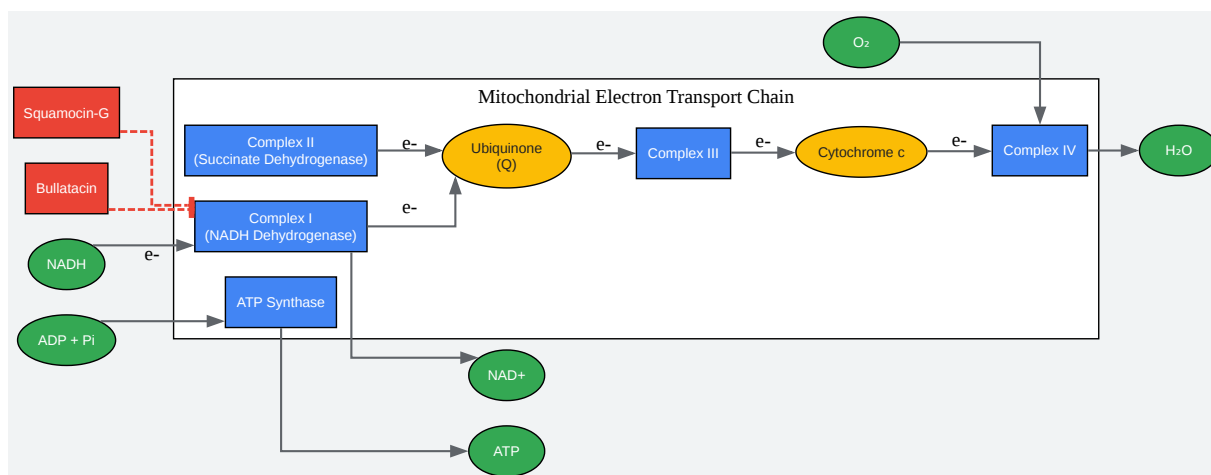 O₂
Mitochondrial Electron Transport Chain
Squamocin-G
Complex II
(Succinate Dehydrogenase)
e-
Ubiquinone
(Q)
e-
Complex III
e-
Cytochrome c
e-
Complex IV
H₂O
Bullatacin
Complex I
(NADH Dehydrogenase)
e-
NADH
e-
ATP Synthase
ADP + Pi
NAD+
ATP